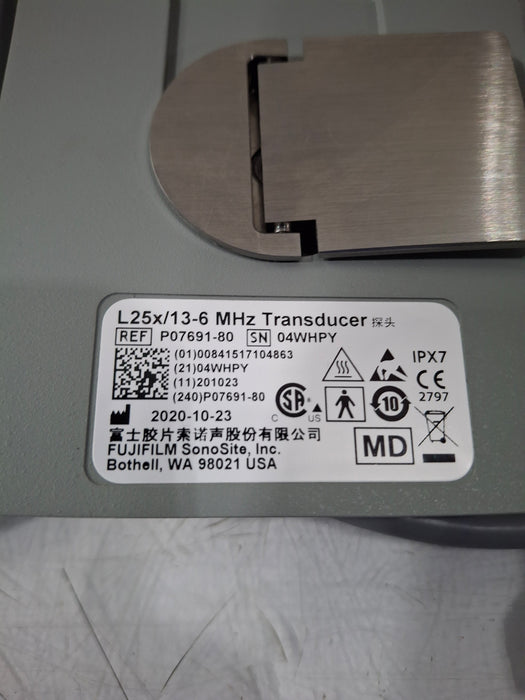 L25x/13-6 MHz Transducer 探头
REF P07691-80 SN 04WHPY
(01)00841517104863
(21)04WHPY
(11)201023
(240)P07691-80
2020-10-23
IPX7
CE
2797
SA
C US
10
MD
富士胶片索诺声股份有限公司
FUJIFILM SonoSite, Inc.
Bothell, WA 98021 USA